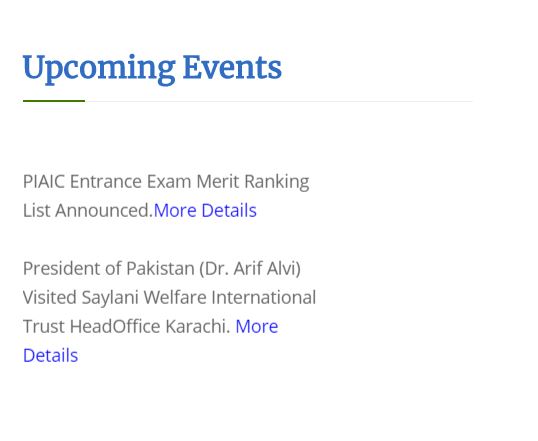 Upcoming Events
PIAIC Entrance Exam Merit Ranking
List Announced.More Details
President of Pakistan (Dr. Arif Alvi)
Visited Saylani Welfare International
Trust HeadOffice Karachi. More
Details